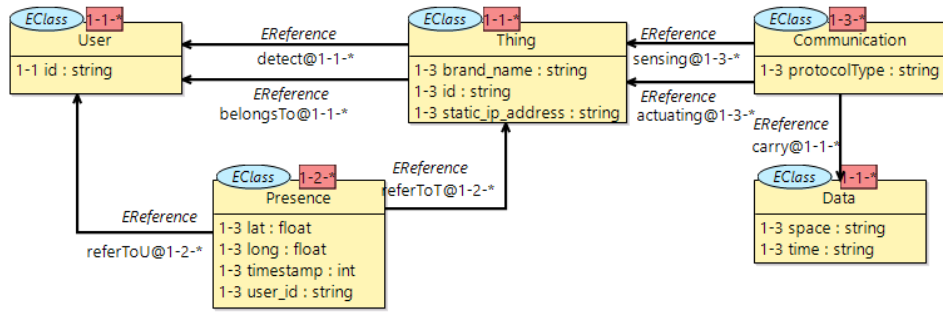 EClass 1-1-*
User
1-1 id : string
EReference
detect@1-1-*
EReference
belongsTo@1-1-*
EClass 1-1-*
Thing
1-3 brand_name : string
1-3 id : string
1-3 static_ip_address : string
EReference
sensing@1-3-*
EReference
actuating@1-3-*
EClass 1-3-*
Communication
1-3 protocolType : string
EReference
carry@1-1-*
EReference
referToU@1-2-*
EClass 1-2-*
Presence
1-3 lat : float
1-3 long : float
1-3 timestamp : int
1-3 user_id : string
EReference
referToT@1-2-*
EClass 1-1-*
Data
1-3 space : string
1-3 time : string